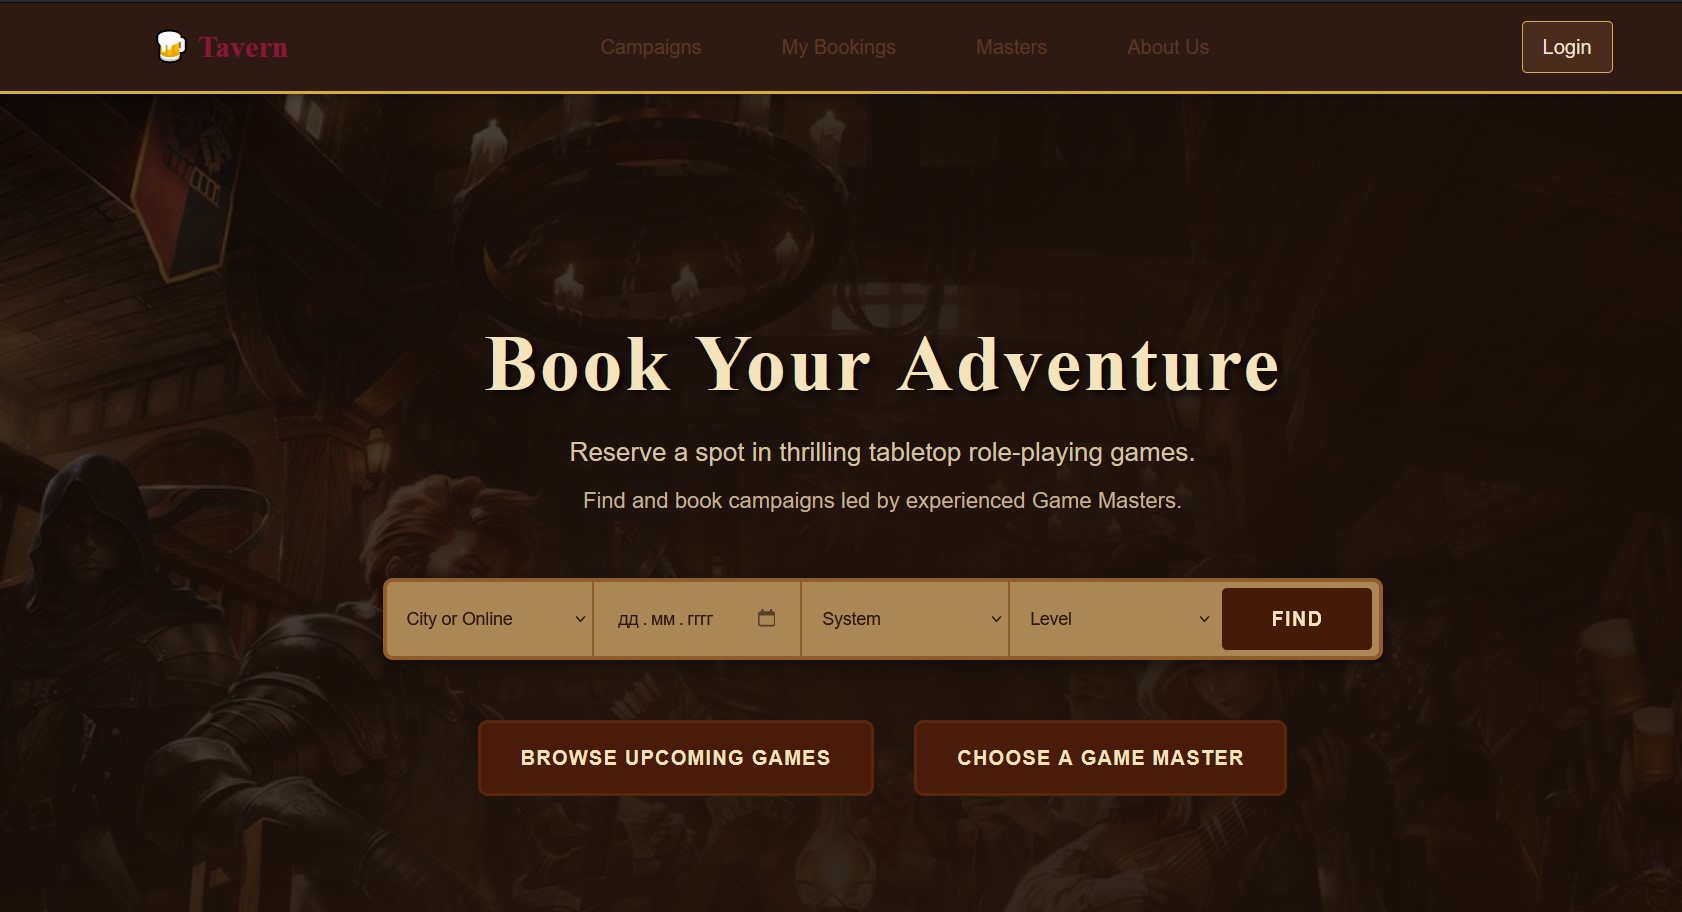 Tavern
Campaigns My Bookings Masters About Us
Login
Book Your Adventure
Reserve a spot in thrilling tabletop role-playing games.
Find and book campaigns led by experienced Game Masters.
City or Online дд . мм . гггг System Level FIND
BROWSE UPCOMING GAMES CHOOSE A GAME MASTER